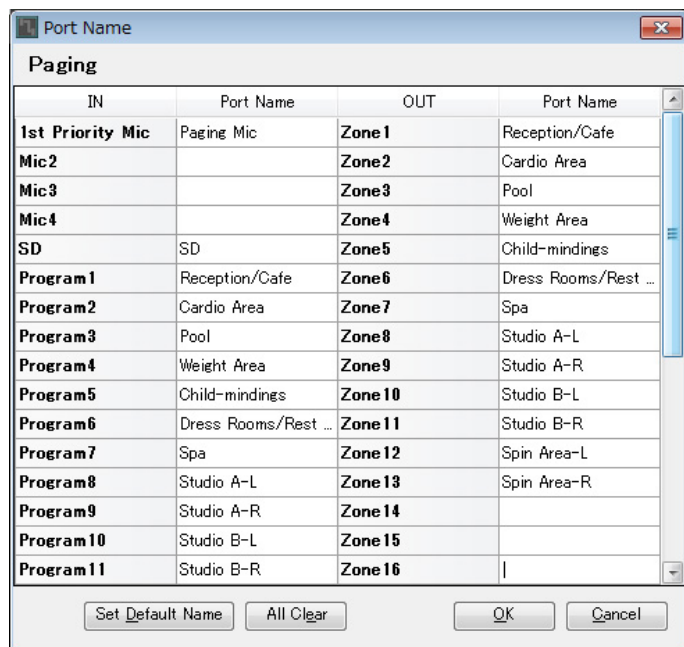 Port Name
Paging
IN Port Name OUT Port Name
1st Priority Mic Paging Mic Zone1 Reception/Cafe
Mic2 Zone2 Cardio Area
Mic3 Zone3 Pool
Mic4 Zone4 Weight Area
SD SD Zone5 Child-mindings
Program1 Reception/Cafe Zone6 Dress Rooms/Rest ...
Program2 Cardio Area Zone7 Spa
Program3 Pool Zone8 Studio A-L
Program4 Weight Area Zone9 Studio A-R
Program5 Child-mindings Zone10 Studio B-L
Program6 Dress Rooms/Rest ... Zone11 Studio B-R
Program7 Spa Zone12 Spin Area-L
Program8 Studio A-L Zone13 Spin Area-R
Program9 Studio A-R Zone14
Program10 Studio B-L Zone15
Program11 Studio B-R Zone16
Set Default Name All Clear OK Cancel